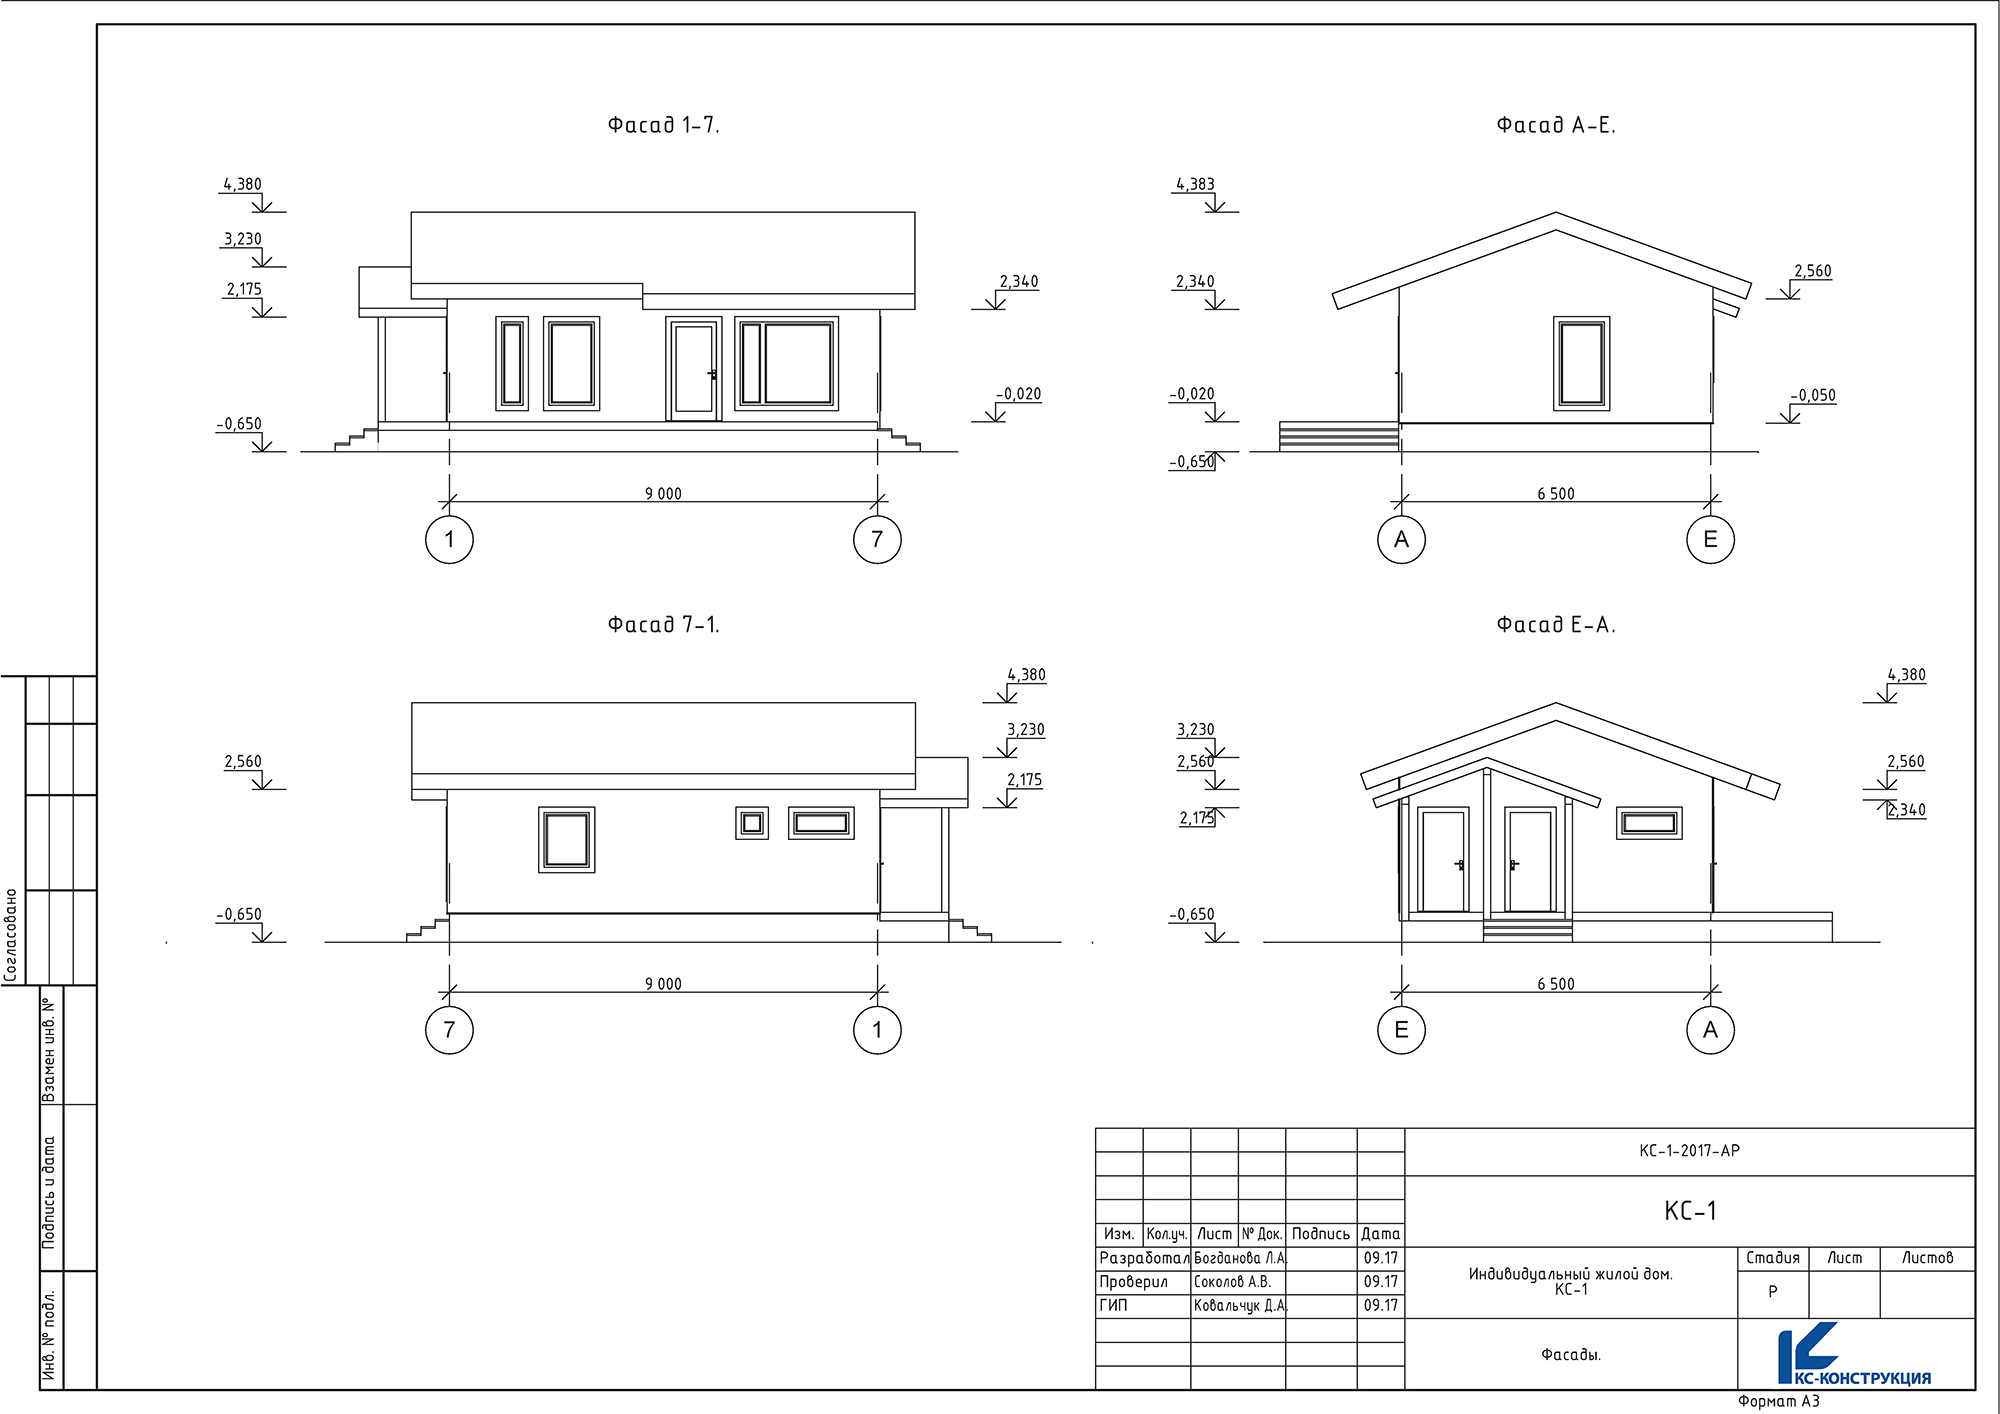 Фасад 1-7.
4,380
3,230
2,175
-0,650
2,340
-0,020
9 000
1
7
Фасад А-Е.
4,383
2,340
-0,020
-0,650
2,560
-0,050
6 500
А
Е
Фасад 7-1.
2,560
-0,650
4,380
3,230
2,175
9 000
7
1
Фасад Е-А.
3,230
2,560
2,175
-0,650
4,380
2,560
2,340
6 500
Е
А
Согласовано
Взамен инв. №
Подпись и дата
Инв. № подл.
КС-1-2017-АР
КС-1
Изм. Кол.уч. Лист № Док. Подпись Дата
Разработал Богданова Л.А. 09.17
Проверил Соколов А.В. 09.17
ГИП Ковальчук Д.А. 09.17
Индивидуальный жилой дом.
КС-1
Стадия Лист Листов
Р
Фасады.
КС-КОНСТРУКЦИЯ
Формат А3